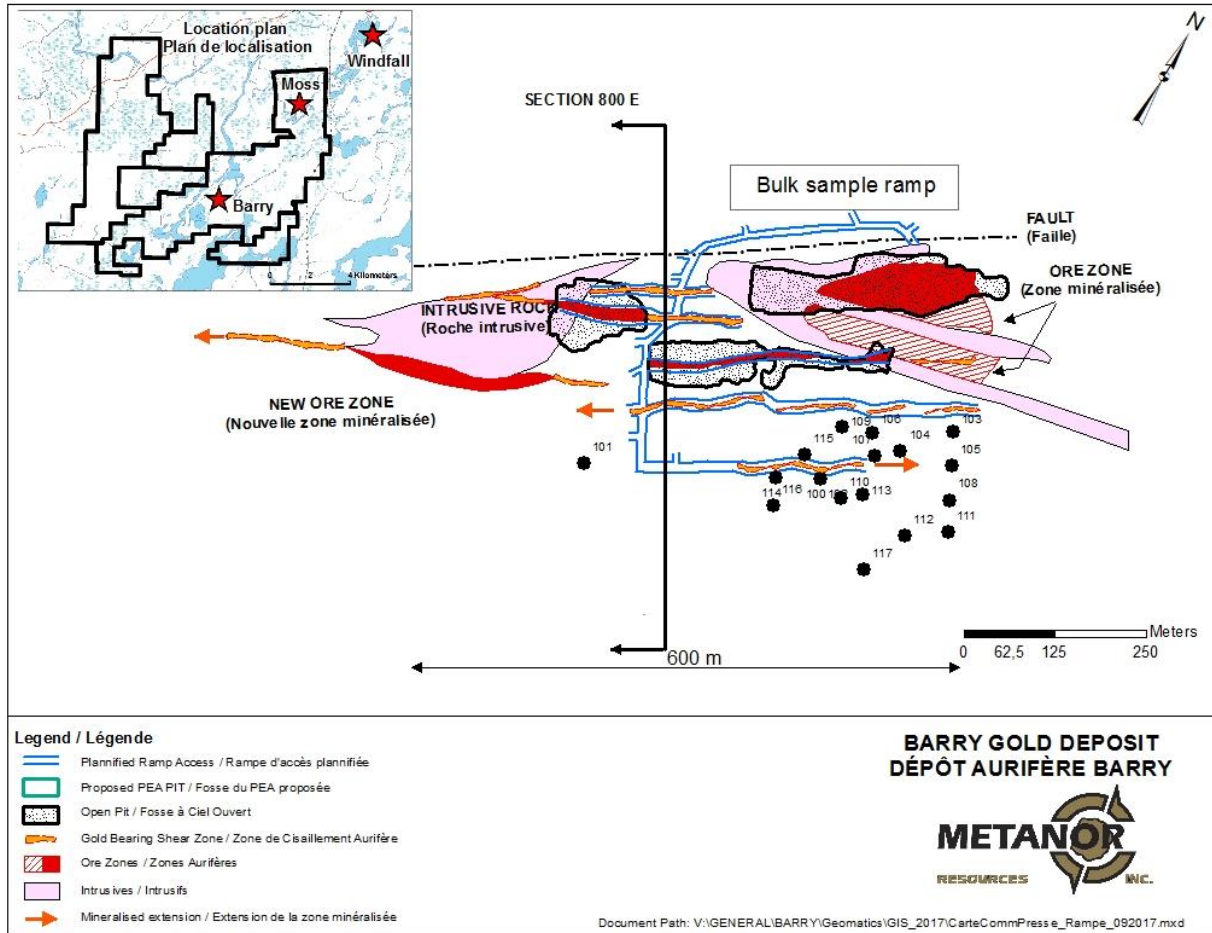 Location plan
Plan de localisation
Windfall
Moss
Barry
0 2 4 Kilometers
N
SECTION 800 E
Bulk sample ramp
FAULT
(Faille)
ORE ZONE
(Zone minéralisée)
INTRUSIVE ROCK
(Roche intrusive)
NEW ORE ZONE
(Nouvelle zone minéralisée)
101
109
106
103
115
107
104
105
114
116
100
110
113
108
112
111
117
600 m
Meters
0 62,5 125 250
Legend / Légende
Plannified Ramp Access / Rampe d'accès plannifiée
Proposed PEA PIT / Fosse du PEA proposée
Open Pit / Fosse à Ciel Ouvert
Gold Bearing Shear Zone / Zone de Cisaillement Aurifère
Ore Zones / Zones Aurifères
Intrusives / Intrusifs
Mineralised extension / Extension de la zone minéralisée
BARRY GOLD DEPOSIT
DÉPÔT AURIFÈRE BARRY
METANOR
RESOURCES INC.
Document Path: V:\GENERAL\BARRY\Geomatics\GIS_2017\CarteCommPresse_Rampe_092017.mxd